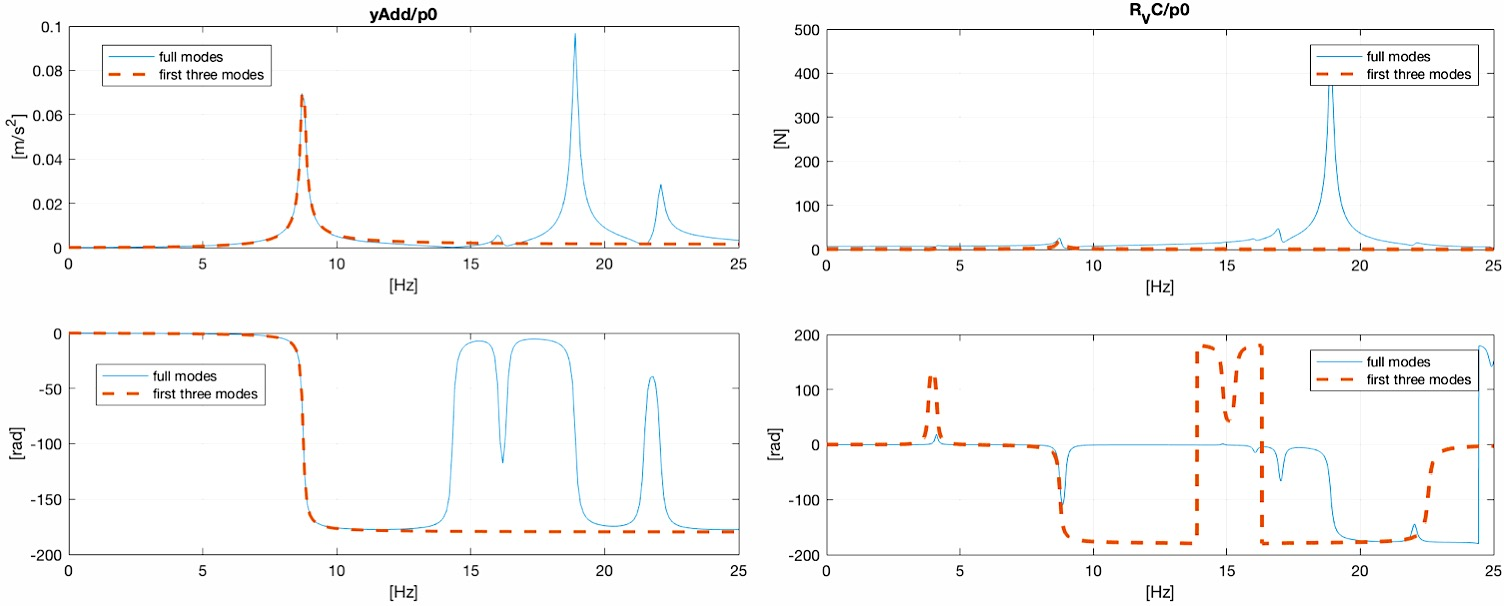 yAdd/p0
0.1
0.08
0.06
0.04
0.02
0
[m/s2]
full modes
first three modes
0 5 10 15 20 25
[Hz]
R_VC/p0
500
400
300
200
100
0
[N]
full modes
first three modes
0 5 10 15 20 25
[Hz]
0
-50
-100
-150
-200
[rad]
full modes
first three modes
0 5 10 15 20 25
[Hz]
200
100
0
-100
-200
[rad]
full modes
first three modes
0 5 10 15 20 25
[Hz]